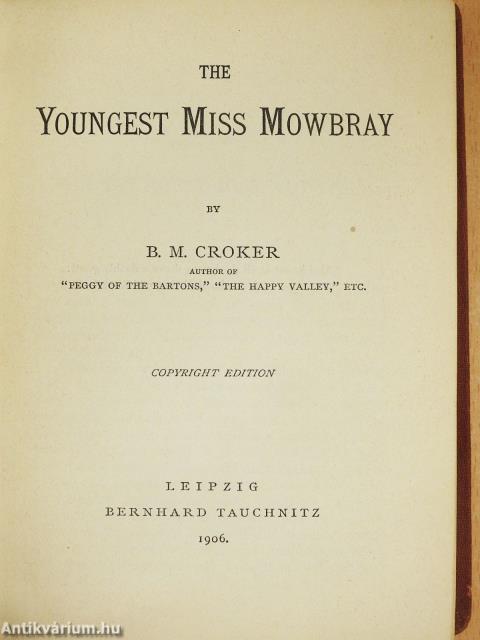 THE
YOUNGEST MISS MOWBRAY
BY
B. M. CROKER
AUTHOR OF
“PEGGY OF THE BARTONS,” “THE HAPPY VALLEY,” ETC.
COPYRIGHT EDITION
LEIPZIG
BERNHARD TAUCHNITZ
1906.
Antikvárium.hu